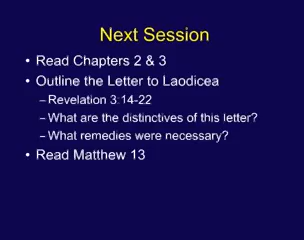 Next Session
• Read Chapters 2 & 3
• Outline the Letter to Laodicea
– Revelation 3:14-22
– What are the distinctives of this letter?
– What remedies were necessary?
• Read Matthew 13